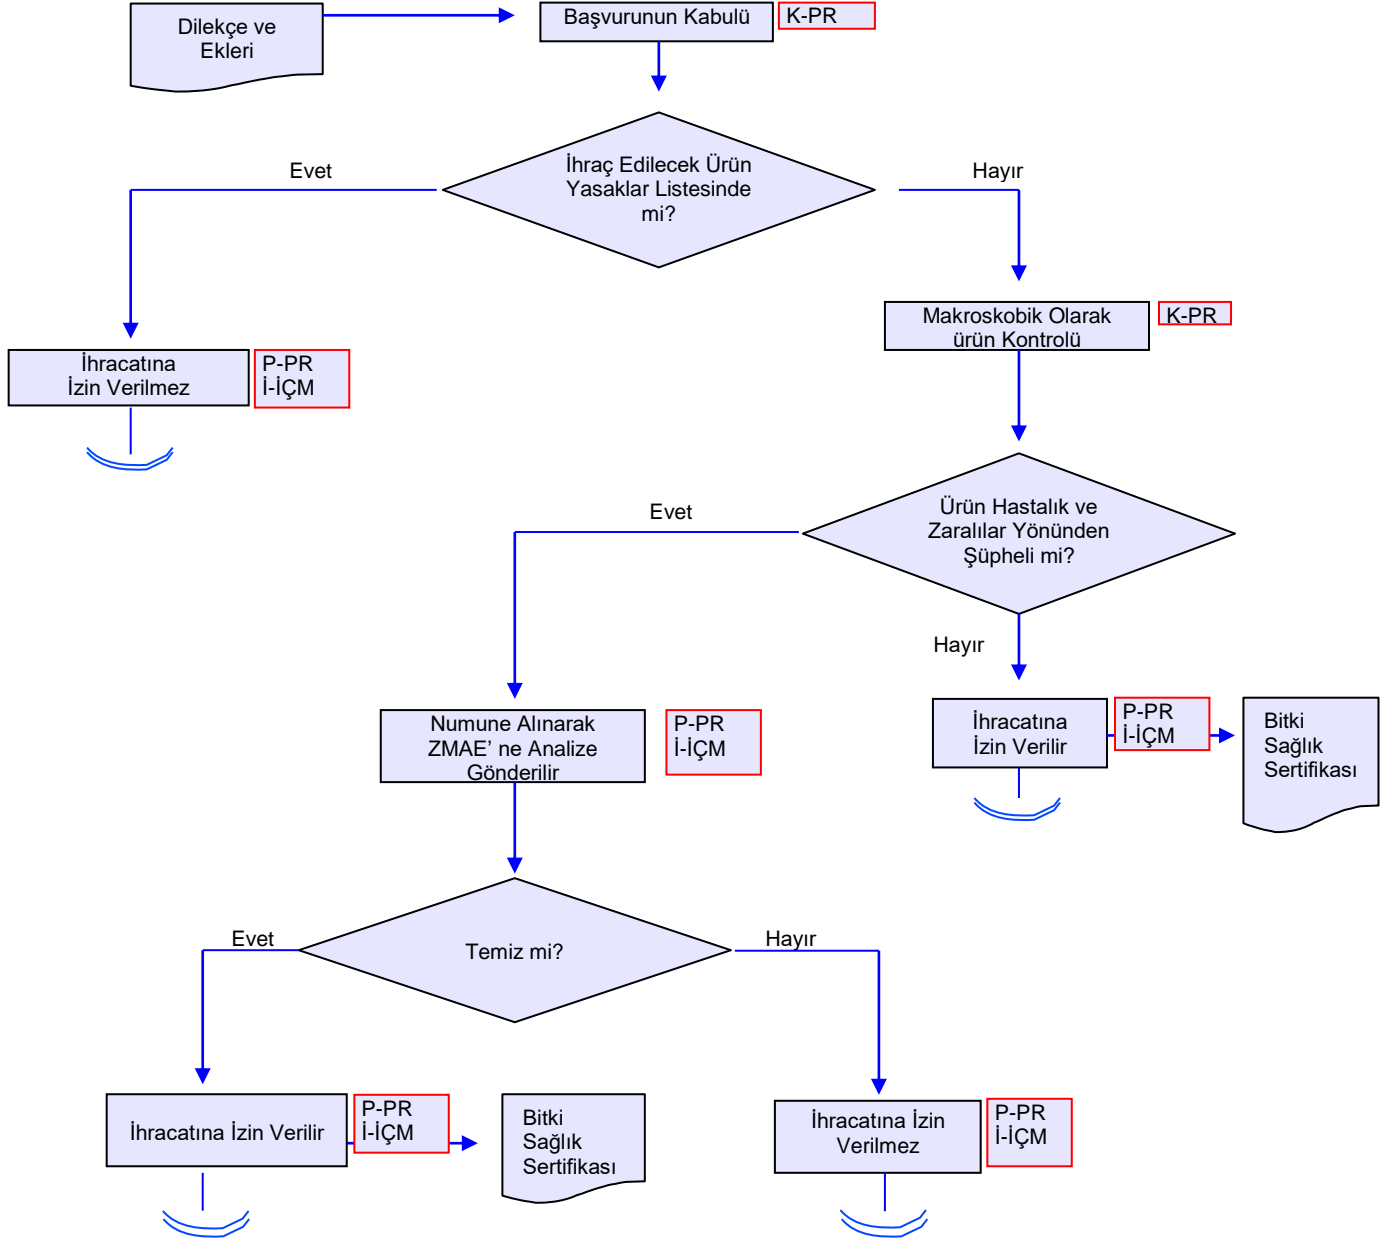 Dilekçe ve
Ekleri
Başvurunun Kabulü
K-PR
İhraç Edilecek Ürün
Yasaklar Listesinde
mi?
Evet
Hayır
İhracatına
İzin Verilmez
P-PR
İ-İÇM
Makroskobik Olarak
ürün Kontrolü
K-PR
Ürün Hastalık ve
Zaralılar Yönünden
Şüpheli mi?
Evet
Hayır
Numune Alınarak
ZMAE’ ne Analize
Gönderilir
P-PR
İ-İÇM
İhracatına
İzin Verilir
P-PR
İ-İÇM
Bitki
Sağlık
Sertifikası
Temiz mi?
Evet
Hayır
İhracatına İzin Verilir
P-PR
İ-İÇM
Bitki
Sağlık
Sertifikası
İhracatına İzin
Verilmez
P-PR
İ-İÇM